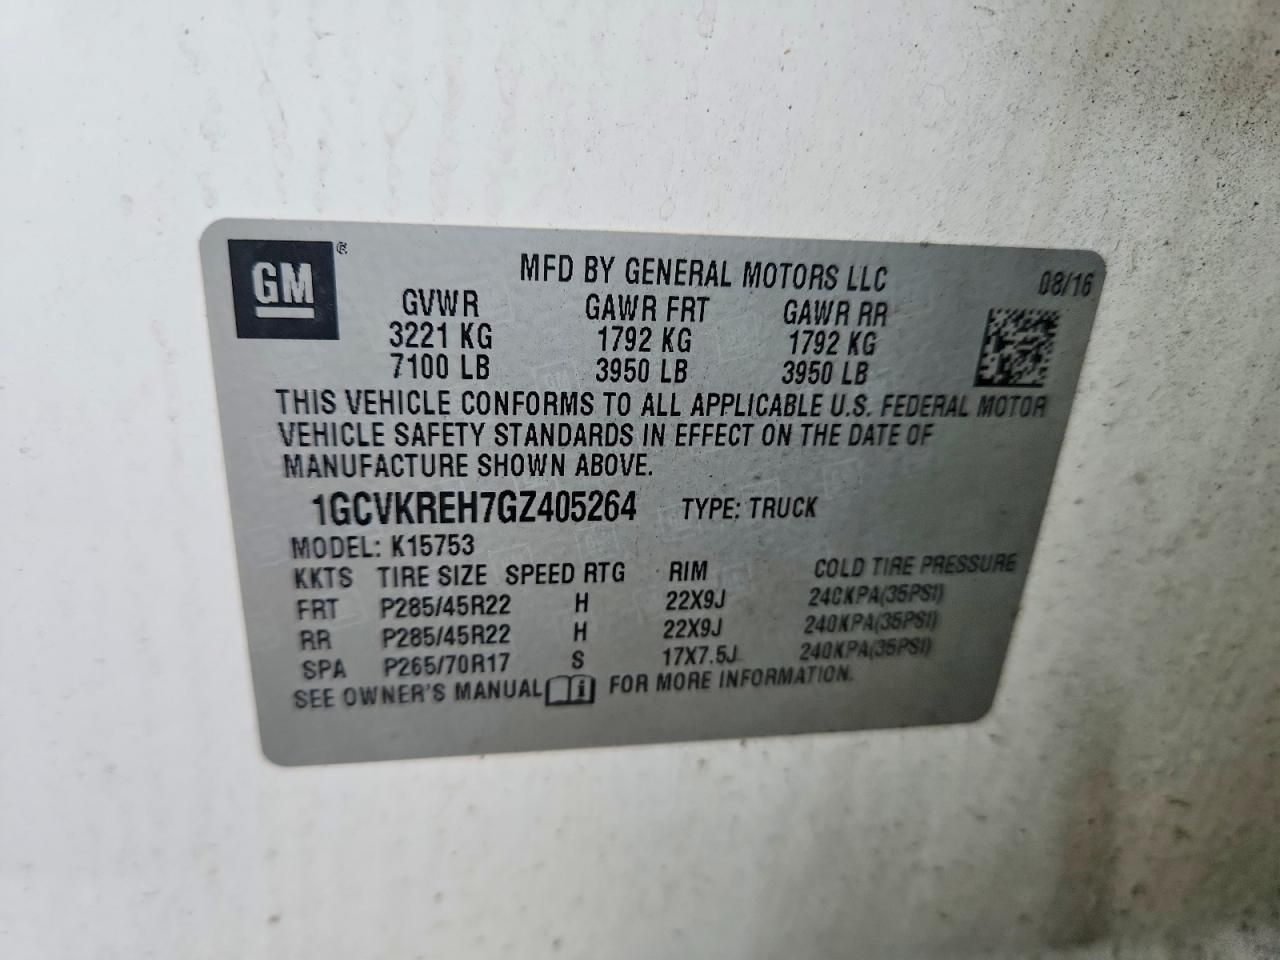 GM ®
MFD BY GENERAL MOTORS LLC 08/16
GVWR GAWR FRT GAWR RR
3221 KG 1792 KG 1792 KG
7100 LB 3950 LB 3950 LB
THIS VEHICLE CONFORMS TO ALL APPLICABLE U.S. FEDERAL MOTOR
VEHICLE SAFETY STANDARDS IN EFFECT ON THE DATE OF
MANUFACTURE SHOWN ABOVE.
1GCVKREH7GZ405264 TYPE: TRUCK
MODEL: K15753
KKTS TIRE SIZE SPEED RTG RIM COLD TIRE PRESSURE
FRT P285/45R22 H 22X9J 240KPA(35PSI)
RR P285/45R22 H 22X9J 240KPA(35PSI)
SPA P265/70R17 S 17X7.5J 240KPA(35PSI)
SEE OWNER'S MANUAL i FOR MORE INFORMATION.